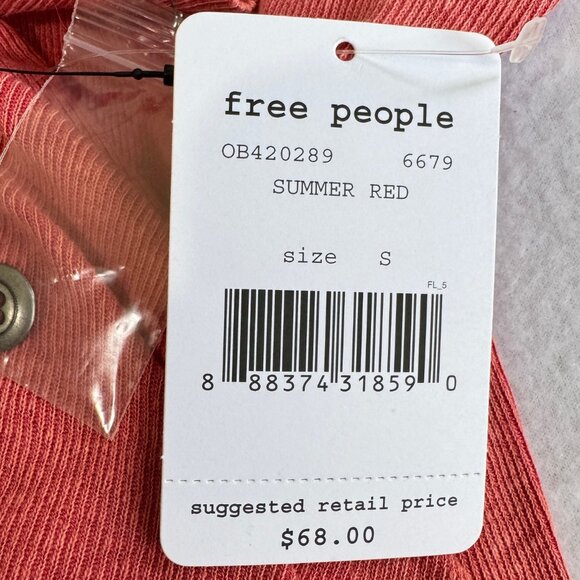 free people
OB420289 6679
SUMMER RED
size S
FL_5
8 88374 31859 0
suggested retail price
$68.00